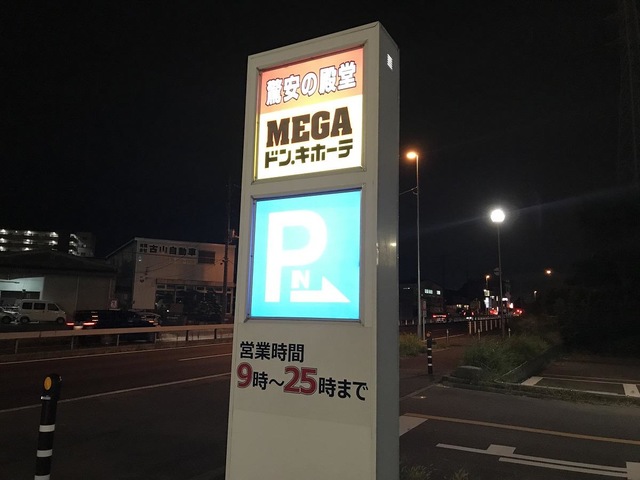 驚安の殿堂
MEGA
ドン.キホーテ
P
N
営業時間
9時～25時まで
古山自動車